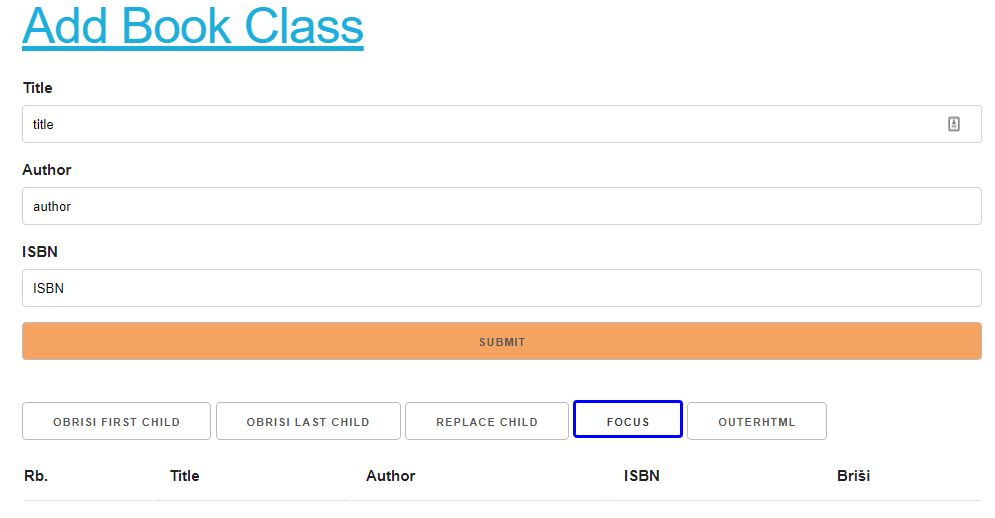 Add Book Class
Title
title
Author
author
ISBN
ISBN
SUBMIT
OBRISI FIRST CHILD OBRISI LAST CHILD REPLACE CHILD FOCUS OUTERHTML
Rb. Title Author ISBN Briši